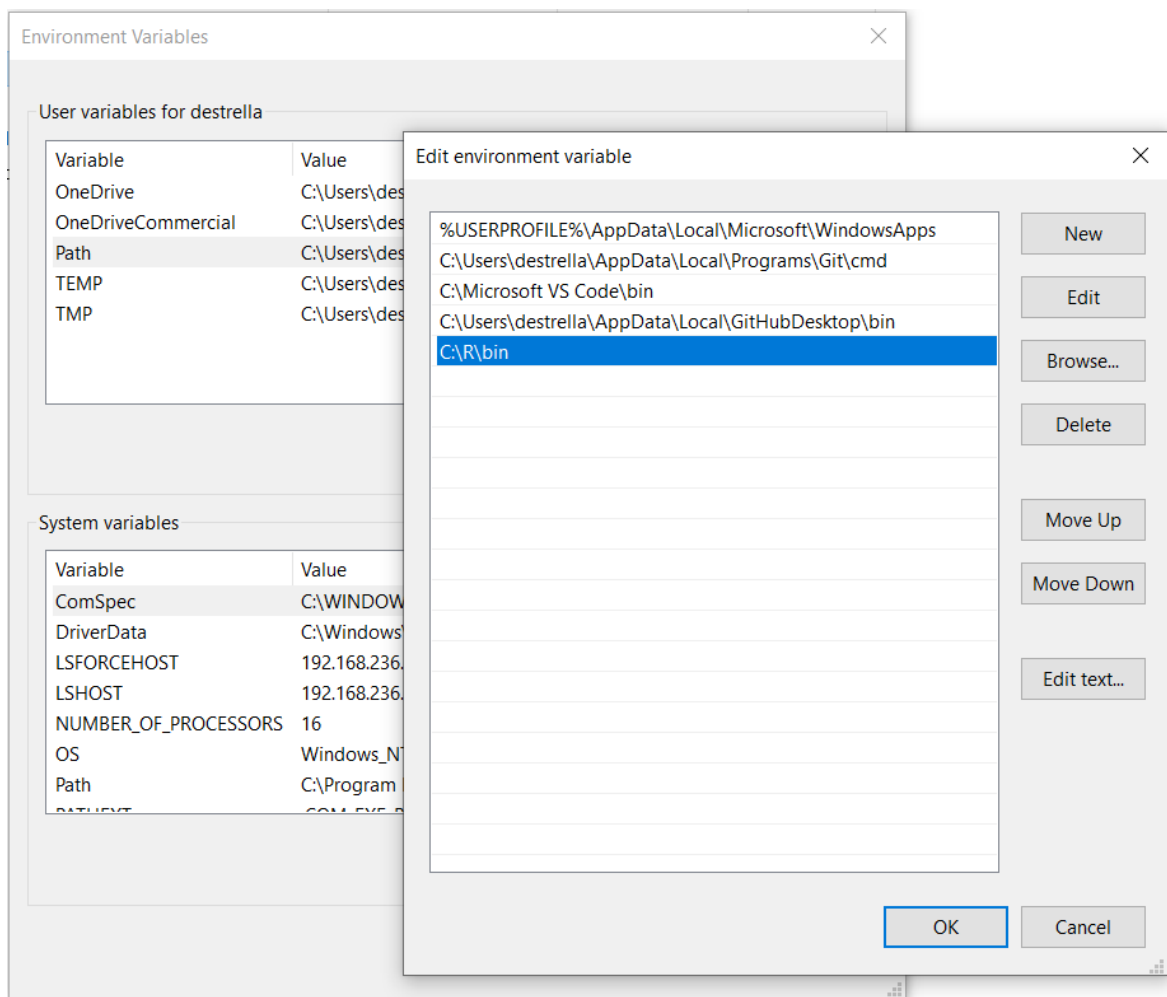 Environment Variables
User variables for destrella
Variable Value
OneDrive C:\Users\des
OneDriveCommercial C:\Users\des
Path C:\Users\des
TEMP C:\Users\des
TMP C:\Users\des
System variables
Variable Value
ComSpec C:\WINDOW
DriverData C:\Windows
LSFORCEHOST 192.168.236.
LSHOST 192.168.236.
NUMBER_OF_PROCESSORS 16
OS Windows_NT
Path C:\Program
Edit environment variable
%USERPROFILE%\AppData\Local\Microsoft\WindowsApps
C:\Users\destrella\AppData\Local\Programs\Git\cmd
C:\Microsoft VS Code\bin
C:\Users\destrella\AppData\Local\GitHubDesktop\bin
C:\R\bin
New
Edit
Browse...
Delete
Move Up
Move Down
Edit text...
OK
Cancel